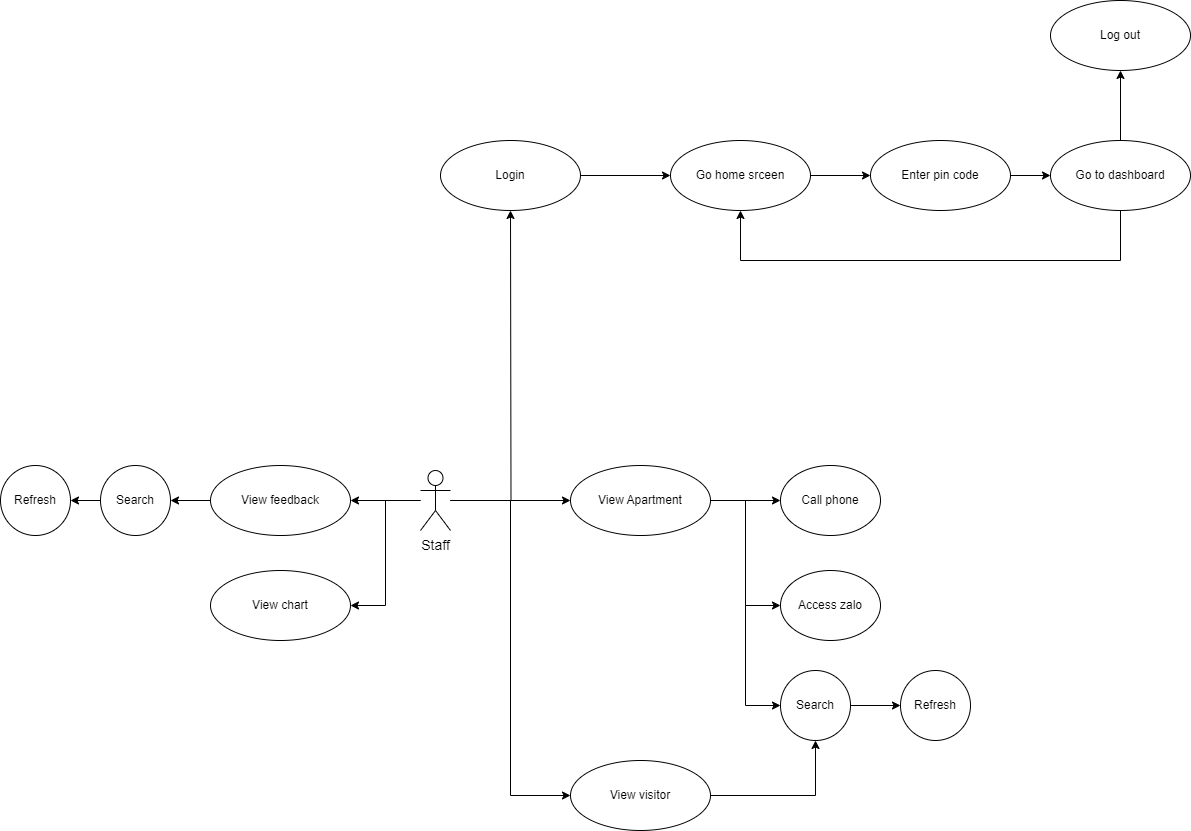 Log out
Login
Go home srceen
Enter pin code
Go to dashboard
Refresh
Search
View feedback
Staff
View Apartment
Call phone
View chart
Access zalo
Search
Refresh
View visitor